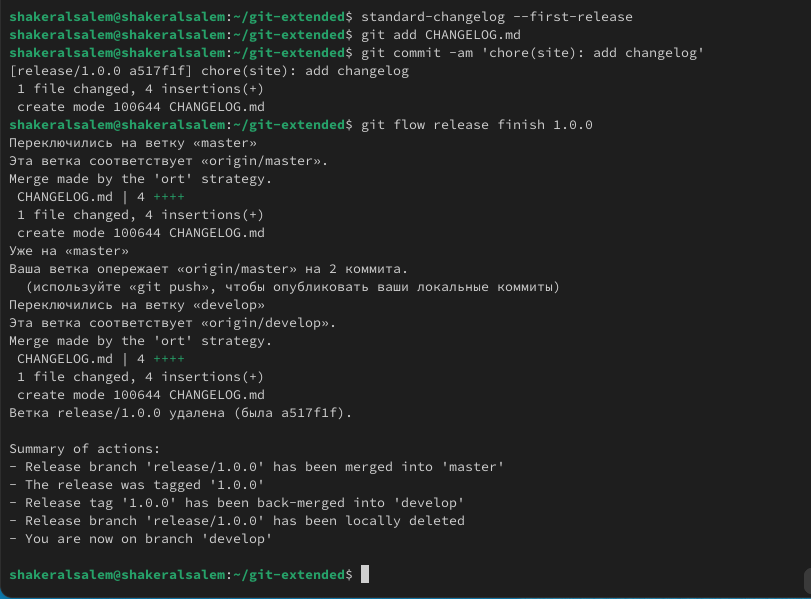 shakeralsalem@shakeralsalem:~/git-extended$ standard-changelog --first-release
shakeralsalem@shakeralsalem:~/git-extended$ git add CHANGELOG.md
shakeralsalem@shakeralsalem:~/git-extended$ git commit -am 'chore(site): add changelog'
[release/1.0.0 a517f1f] chore(site): add changelog
 1 file changed, 4 insertions(+)
 create mode 100644 CHANGELOG.md
shakeralsalem@shakeralsalem:~/git-extended$ git flow release finish 1.0.0
Переключились на ветку «master»
Эта ветка соответствует «origin/master».
Merge made by the 'ort' strategy.
 CHANGELOG.md | 4 ++++
 1 file changed, 4 insertions(+)
 create mode 100644 CHANGELOG.md
Уже на «master»
Ваша ветка опережает «origin/master» на 2 коммита.
  (используйте «git push», чтобы опубликовать ваши локальные коммиты)
Переключились на ветку «develop»
Эта ветка соответствует «origin/develop».
Merge made by the 'ort' strategy.
 CHANGELOG.md | 4 ++++
 1 file changed, 4 insertions(+)
 create mode 100644 CHANGELOG.md
Ветка release/1.0.0 удалена (была a517f1f).

Summary of actions:
- Release branch 'release/1.0.0' has been merged into 'master'
- The release was tagged '1.0.0'
- Release tag '1.0.0' has been back-merged into 'develop'
- Release branch 'release/1.0.0' has been locally deleted
- You are now on branch 'develop'

shakeralsalem@shakeralsalem:~/git-extended$